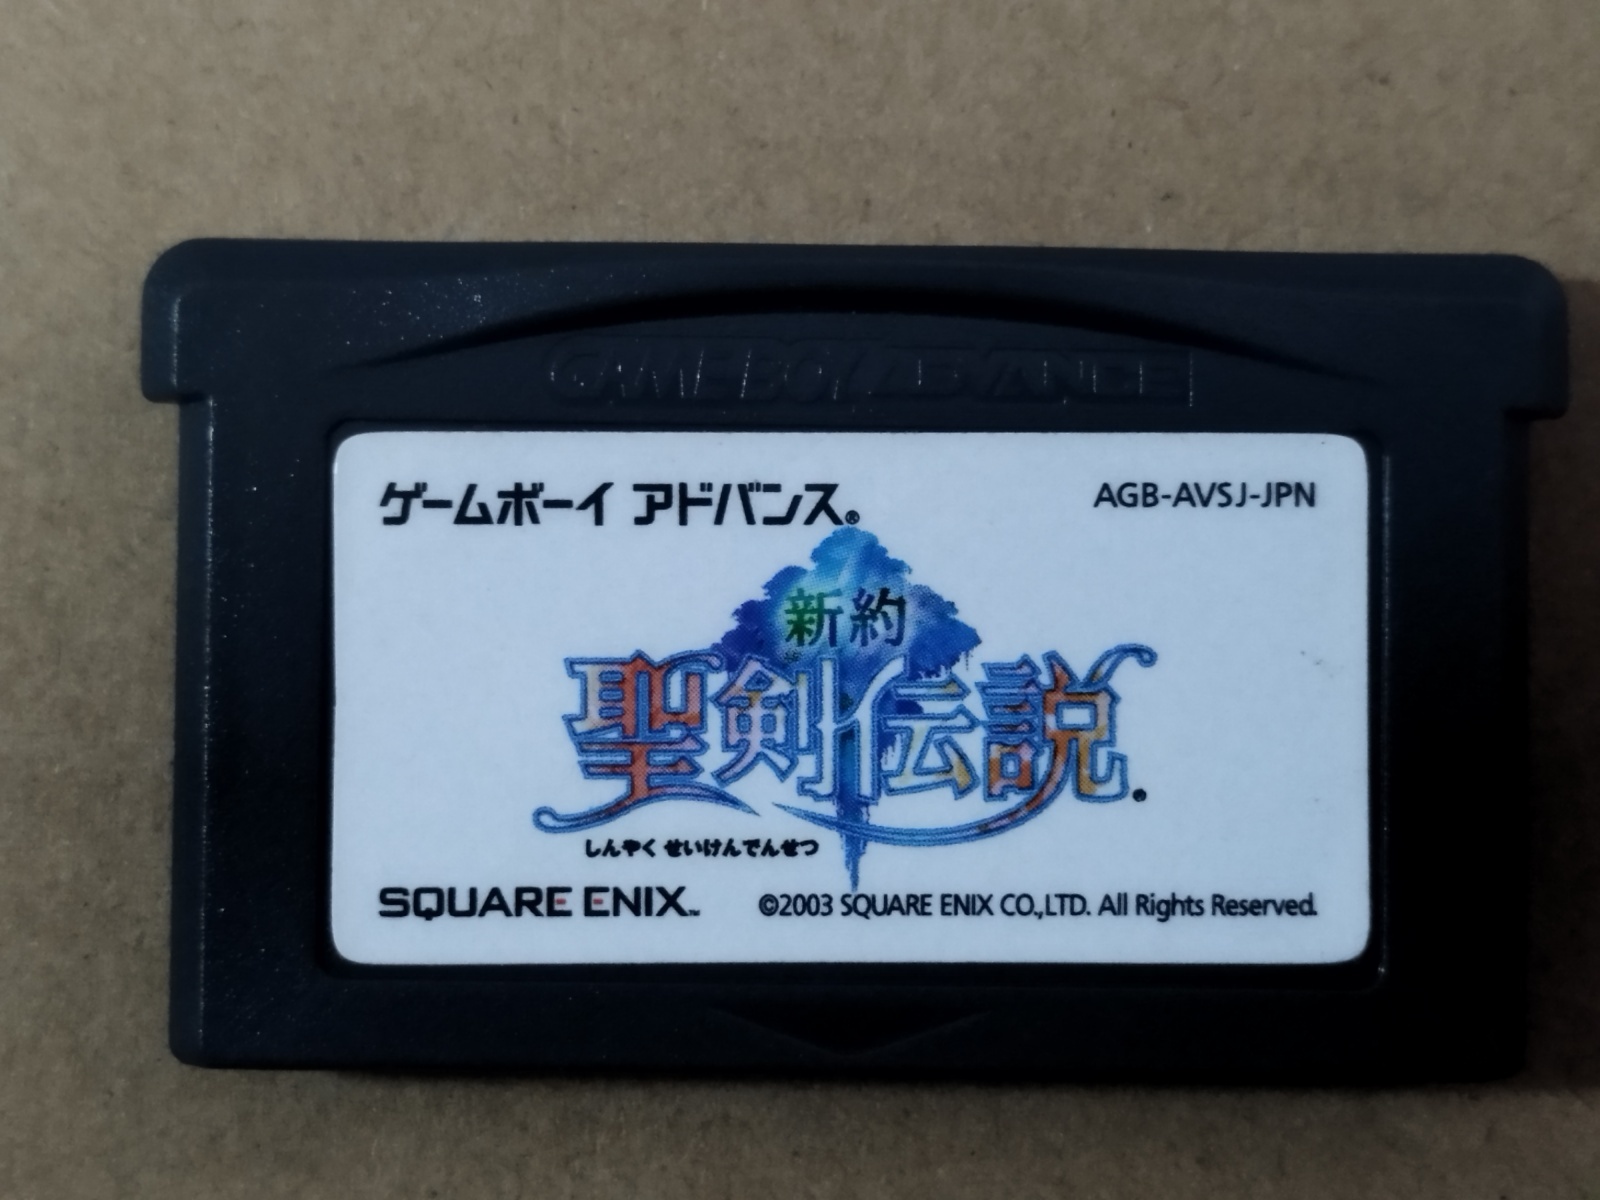 GAME BOY ADVANCE
ゲームボーイ アドバンス®
AGB-AVSJ-JPN
新約
聖剣伝説®
しんやく せいけんでんせつ
SQUARE ENIX™
©2003 SQUARE ENIX CO.,LTD. All Rights Reserved.